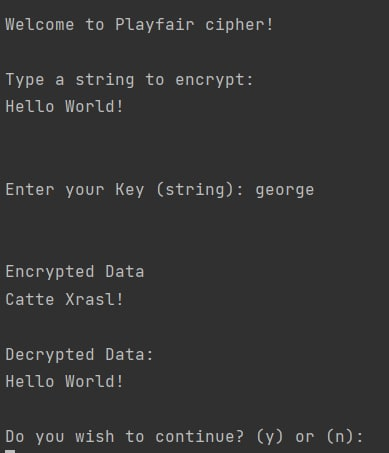 Welcome to Playfair cipher!
Type a string to encrypt:
Hello World!
Enter your Key (string): george
Encrypted Data
Catte Xrasl!
Decrypted Data:
Hello World!
Do you wish to continue? (y) or (n):